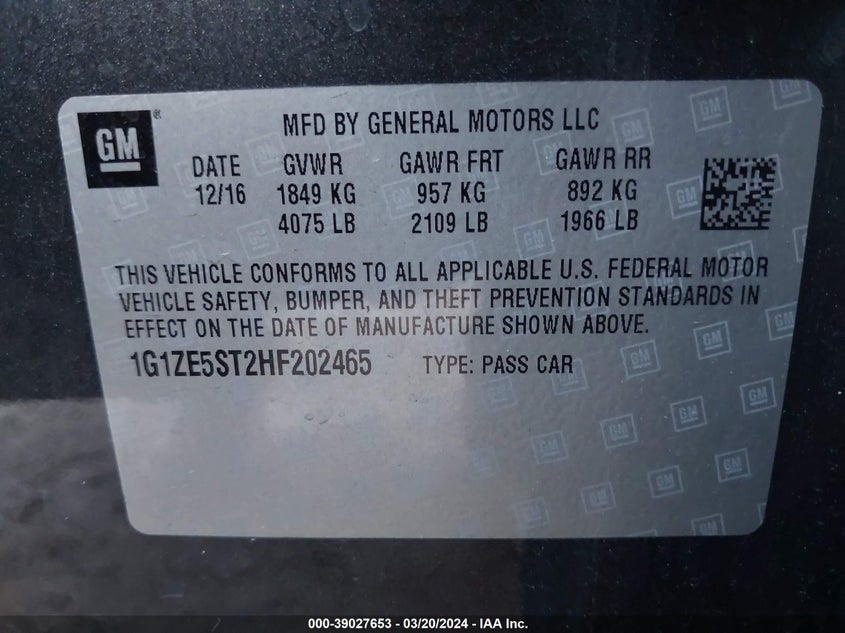 GM ®
MFD BY GENERAL MOTORS LLC
DATE GVWR GAWR FRT GAWR RR
12/16 1849 KG 957 KG 892 KG
4075 LB 2109 LB 1966 LB
THIS VEHICLE CONFORMS TO ALL APPLICABLE U.S. FEDERAL MOTOR
VEHICLE SAFETY, BUMPER, AND THEFT PREVENTION STANDARDS IN
EFFECT ON THE DATE OF MANUFACTURE SHOWN ABOVE.
1G1ZE5ST2HF202465 TYPE: PASS CAR
000-39027653 - 03/20/2024 - IAA Inc.